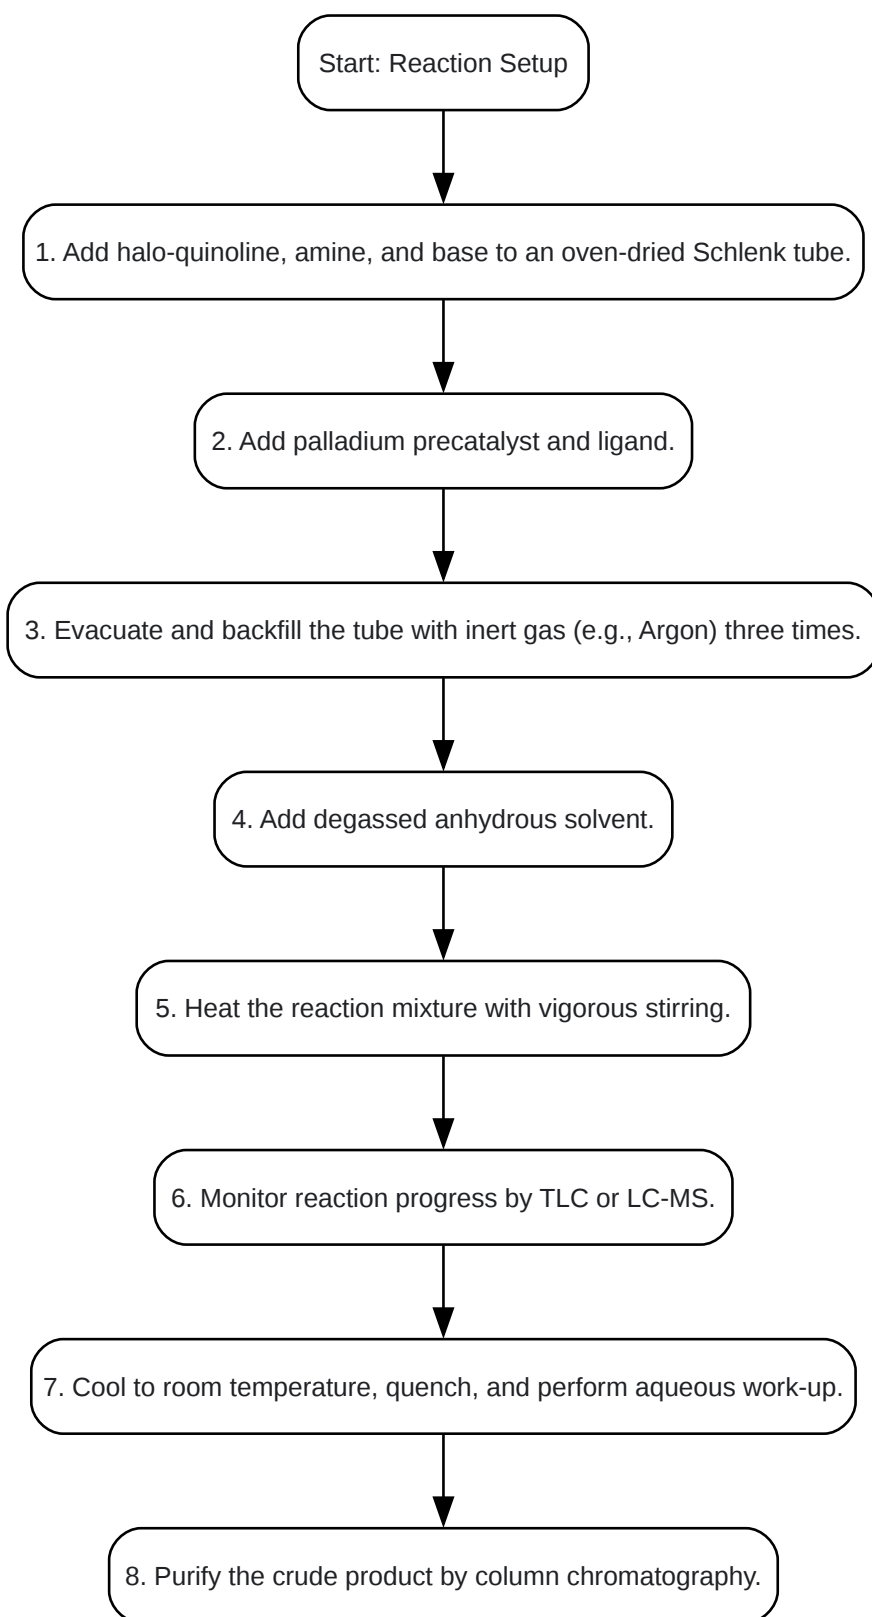 Start: Reaction Setup
1. Add halo-quinoline, amine, and base to an oven-dried Schlenk tube.
2. Add palladium precatalyst and ligand.
3. Evacuate and backfill the tube with inert gas (e.g., Argon) three times.
4. Add degassed anhydrous solvent.
5. Heat the reaction mixture with vigorous stirring.
6. Monitor reaction progress by TLC or LC-MS.
7. Cool to room temperature, quench, and perform aqueous work-up.
8. Purify the crude product by column chromatography.